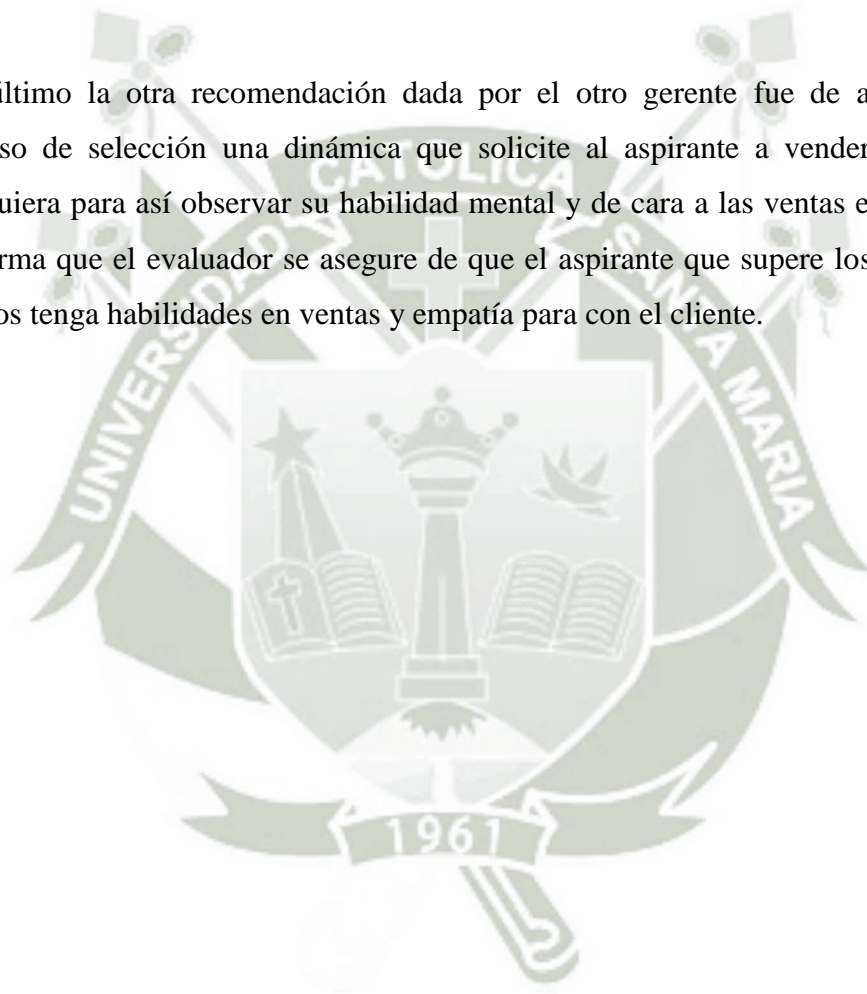 último la otra recomendación dada por el otro gerente fue de a
so de selección una dinámica que solicite al aspirante a vender
uiera para así observar su habilidad mental y de cara a las ventas e
rma que el evaluador se asegure de que el aspirante que supere los
os tenga habilidades en ventas y empatía para con el cliente.
UNIVERSIDAD CATOLICA SANTA MARIA
1961